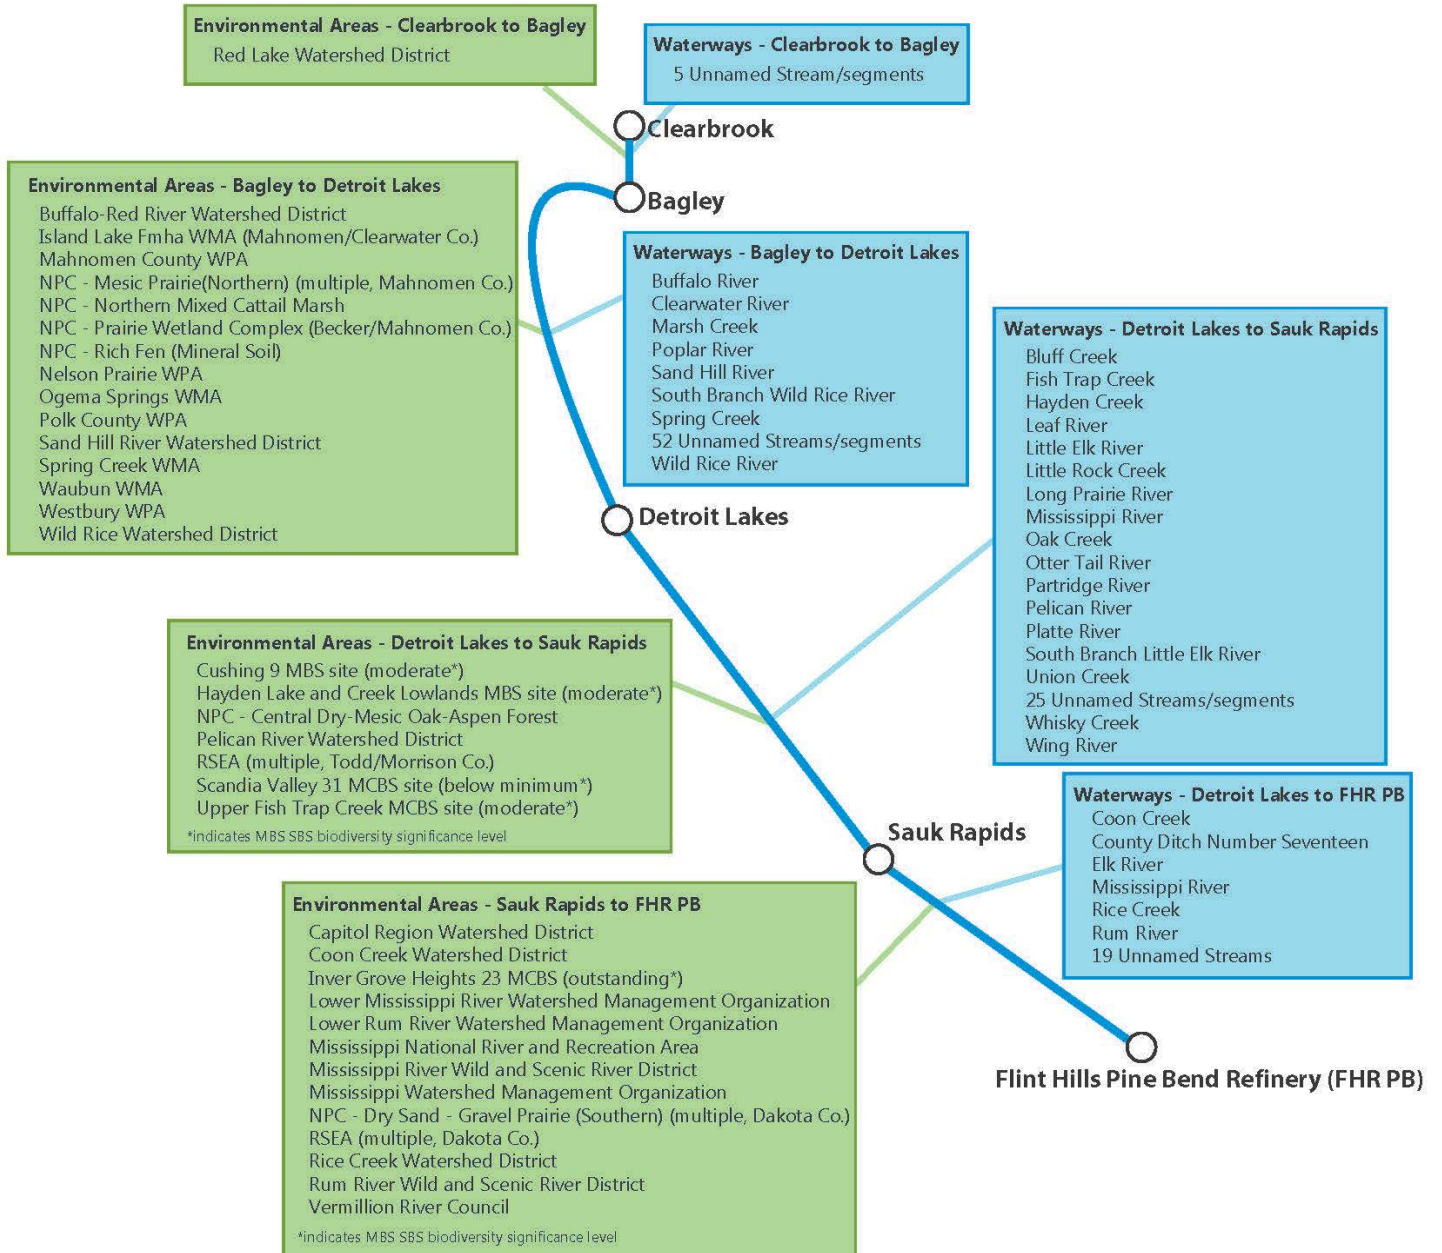 Environmental Areas - Clearbrook to Bagley
Red Lake Watershed District
Waterways - Clearbrook to Bagley
5 Unnamed Stream/segments
Clearbrook
Bagley
Environmental Areas - Bagley to Detroit Lakes
Buffalo-Red River Watershed District
Island Lake Fmha WMA (Mahnomen/Clearwater Co.)
Mahnomen County WPA
NPC - Mesic Prairie(Northern) (multiple, Mahnomen Co.)
NPC - Northern Mixed Cattail Marsh
NPC - Prairie Wetland Complex (Becker/Mahnomen Co.)
NPC - Rich Fen (Mineral Soil)
Nelson Prairie WPA
Ogema Springs WMA
Polk County WPA
Sand Hill River Watershed District
Spring Creek WMA
Waubun WMA
Westbury WPA
Wild Rice Watershed District
Waterways - Bagley to Detroit Lakes
Buffalo River
Clearwater River
Marsh Creek
Poplar River
Sand Hill River
South Branch Wild Rice River
Spring Creek
52 Unnamed Streams/segments
Wild Rice River
Detroit Lakes
Waterways - Detroit Lakes to Sauk Rapids
Bluff Creek
Fish Trap Creek
Hayden Creek
Leaf River
Little Elk River
Little Rock Creek
Long Prairie River
Mississippi River
Oak Creek
Otter Tail River
Partridge River
Pelican River
Platte River
South Branch Little Elk River
Union Creek
25 Unnamed Streams/segments
Whisky Creek
Wing River
Environmental Areas - Detroit Lakes to Sauk Rapids
Cushing 9 MBS site (moderate*)
Hayden Lake and Creek Lowlands MBS site (moderate*)
NPC - Central Dry-Mesic Oak-Aspen Forest
Pelican River Watershed District
RSEA (multiple, Todd/Morrison Co.)
Scandia Valley 31 MCBS site (below minimum*)
Upper Fish Trap Creek MCBS site (moderate*)
*indicates MBS SBS biodiversity significance level
Sauk Rapids
Waterways - Detroit Lakes to FHR PB
Coon Creek
County Ditch Number Seventeen
Elk River
Mississippi River
Rice Creek
Rum River
19 Unnamed Streams
Environmental Areas - Sauk Rapids to FHR PB
Capitol Region Watershed District
Coon Creek Watershed District
Inver Grove Heights 23 MCBS (outstanding*)
Lower Mississippi River Watershed Management Organization
Lower Rum River Watershed Management Organization
Mississippi National River and Recreation Area
Mississippi River Wild and Scenic River District
Mississippi Watershed Management Organization
NPC - Dry Sand - Gravel Prairie (Southern) (multiple, Dakota Co.)
RSEA (multiple, Dakota Co.)
Rice Creek Watershed District
Rum River Wild and Scenic River District
Vermillion River Council
*indicates MBS SBS biodiversity significance level
Flint Hills Pine Bend Refinery (FHR PB)